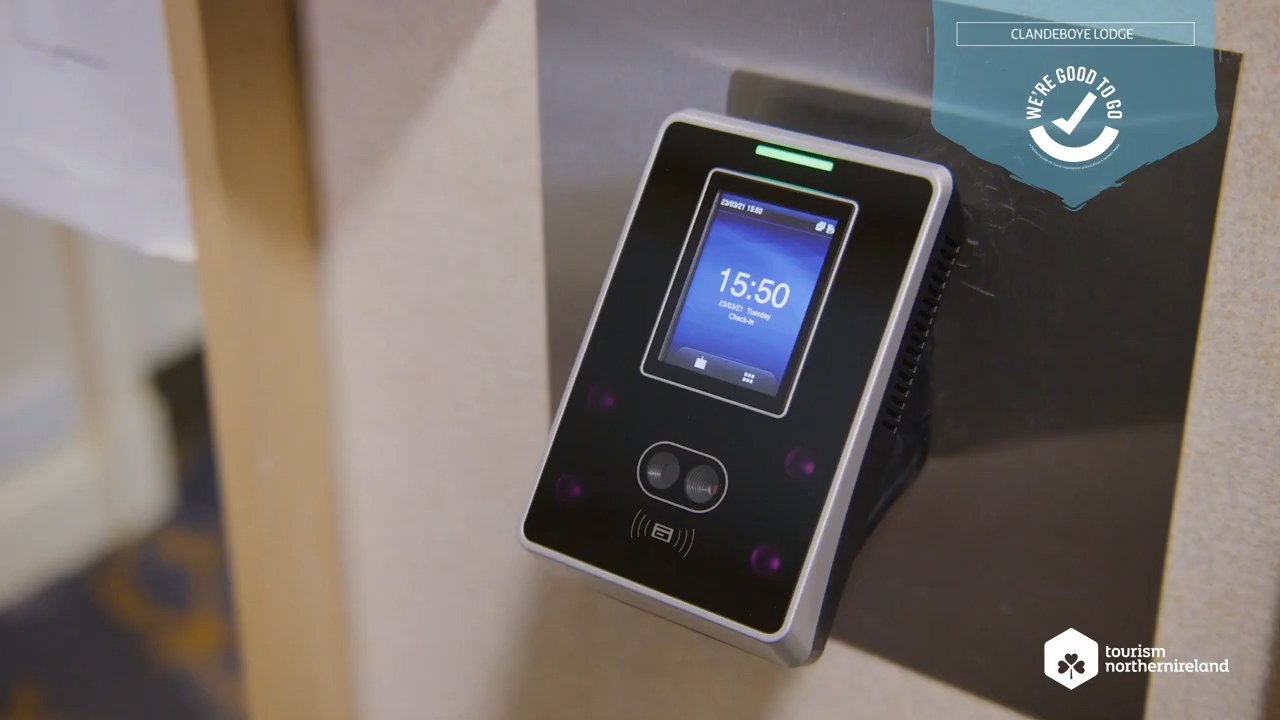 CLANDEBOYE LODGE
WE'RE GOOD TO GO
23/03/21 15:50
15:50
23/03/21 Tuesday
Check-In
tourism
northernireland